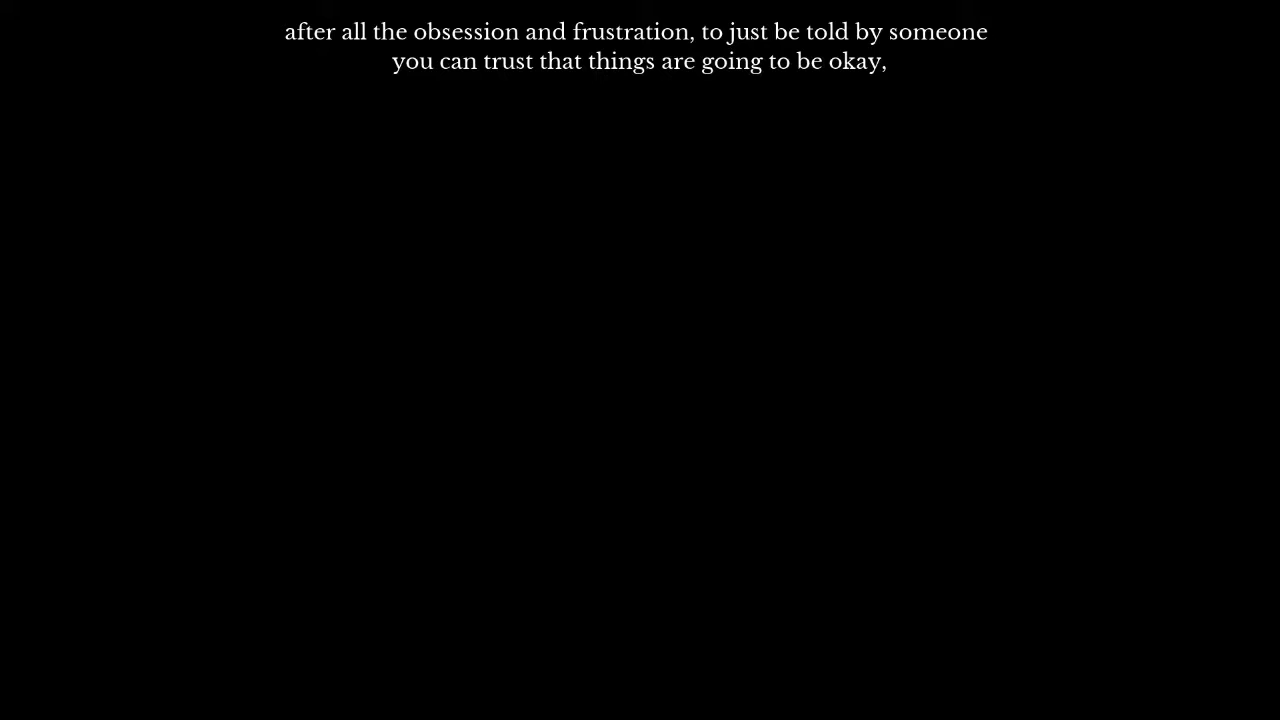 after all the obsession and frustration, to just be told by someone
you can trust that things are going to be okay,